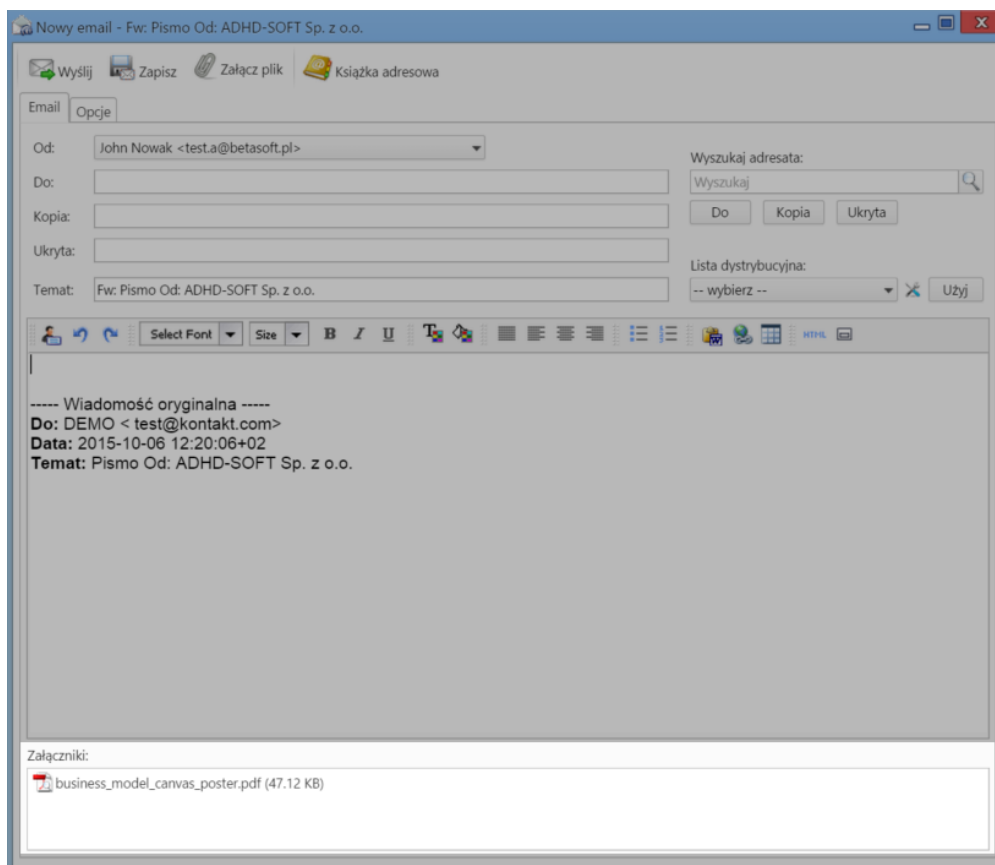 Nowy email - Fw: Pismo Od: ADHD-SOFT Sp. z o.o.
Wyślij Zapisz Załącz plik Książka adresowa
Email Opcje
Od: John Nowak <test.a@betasoft.pl>
Wyszukaj adresata:
Do: Wyszukaj
Kopia: Do Kopia Ukryta
Ukryta:
Lista dystrybucyjna:
Temat: Fw: Pismo Od: ADHD-SOFT Sp. z o.o. -- wybierz -- Użyj
Select Font Size B I U T HTML
----- Wiadomość oryginalna -----
Do: DEMO < test@kontakt.com>
Data: 2015-10-06 12:20:06+02
Temat: Pismo Od: ADHD-SOFT Sp. z o.o.
Załączniki:
business_model_canvas_poster.pdf (47.12 KB)